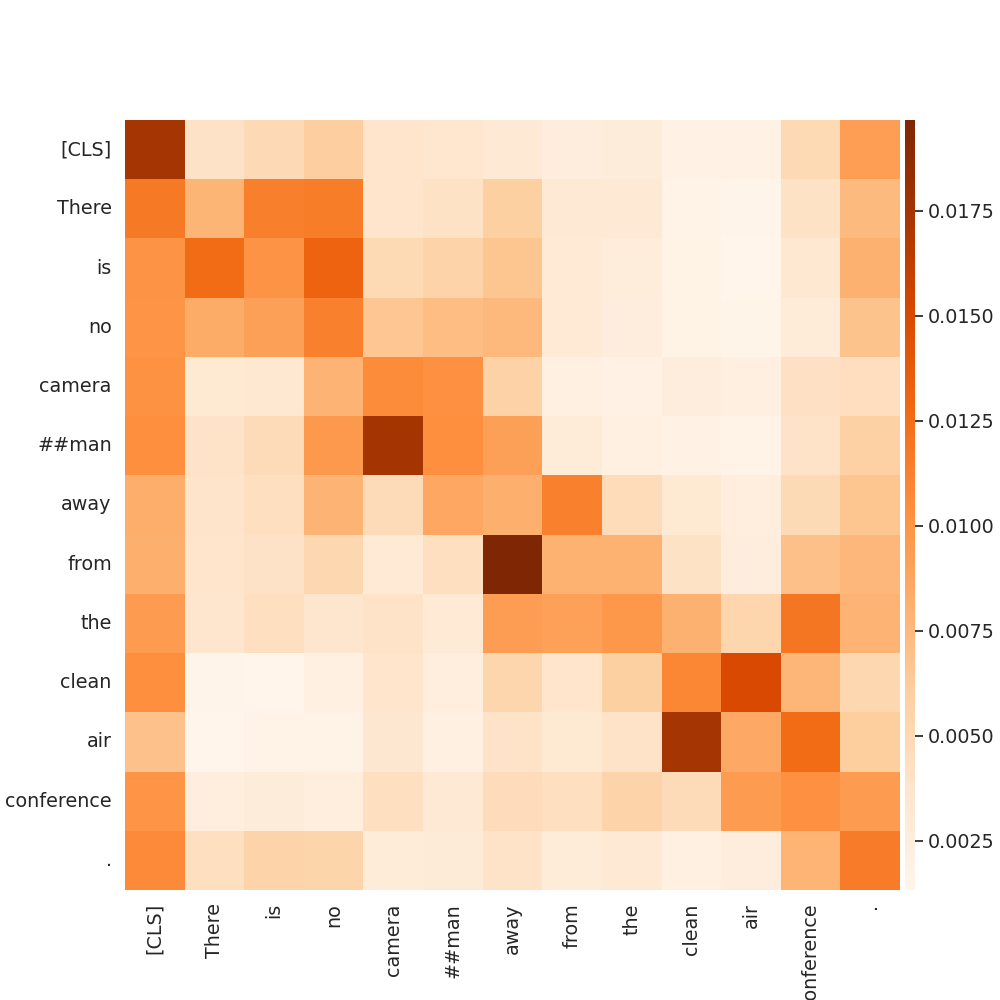 [CLS]
There
is
no
camera
##man
away
from
the
clean
air
conference
.
0.0175
0.0150
0.0125
0.0100
0.0075
0.0050
0.0025
[CLS]
There
is
no
camera
##man
away
from
the
clean
air
onference
.